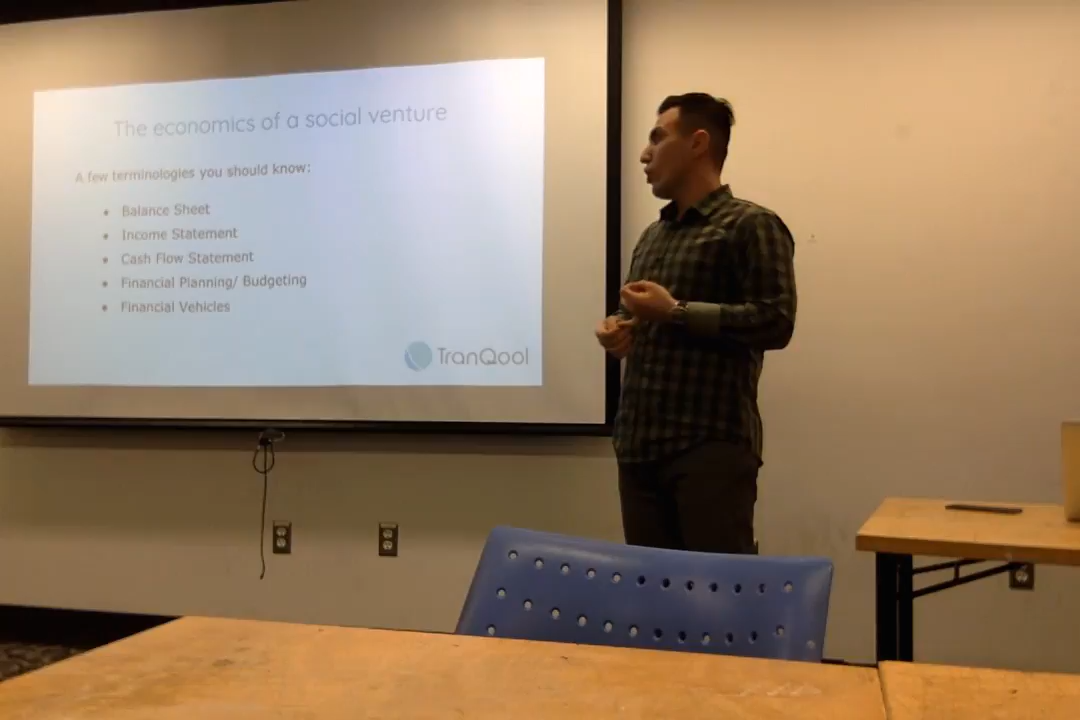 The economics of a social venture
A few terminologies you should know:
• Balance Sheet
• Income Statement
• Cash Flow Statement
• Financial Planning/ Budgeting
• Financial Vehicles
TranQool